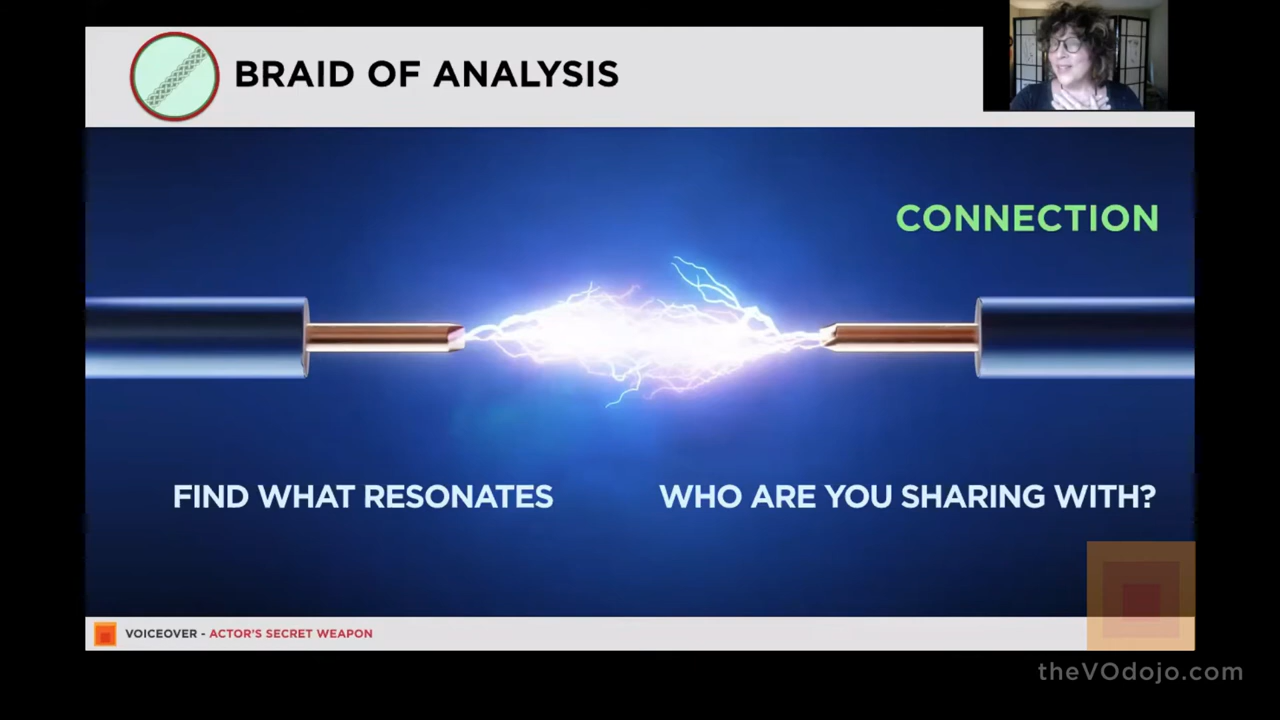 BRAID OF ANALYSIS
CONNECTION
FIND WHAT RESONATES
WHO ARE YOU SHARING WITH?
VOICEOVER - ACTOR'S SECRET WEAPON
theVOdojo.com